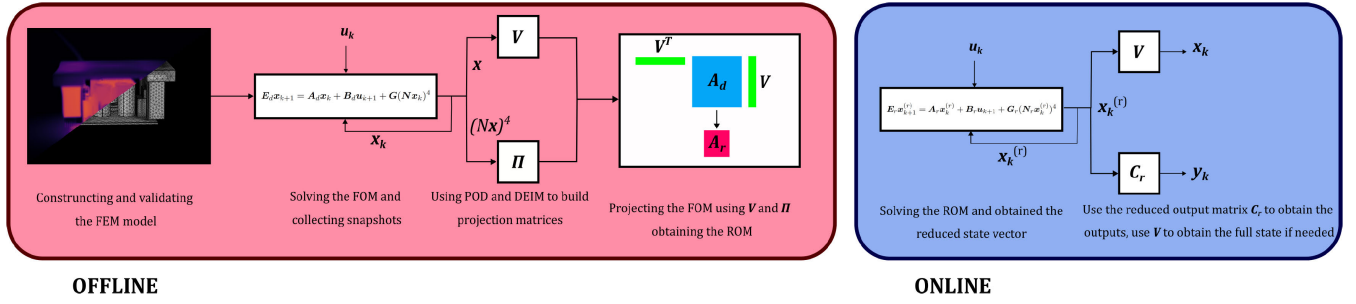 u_k
E_d x_{k+1} = A_d x_k + B_d u_{k+1} + G(Nx_k)^4
x_k
x
(Nx)^4
V
Π
V^T
A_d
V
A_r
Construncting and validating
the FEM model
Solving the FOM and
collecting snapshots
Using POD and DEIM to build
projection matrices
Projecting the FOM using V and Π
obtaining the ROM
OFFLINE
u_k
E_r x_{k+1}^{(r)} = A_r x_k^{(r)} + B_r u_{k+1} + G_r(N_r x_k^{(r)})^4
x_k^{(r)}
x_k^{(r)}
V
x_k
C_r
y_k
Solving the ROM and obtained the
reduced state vector
Use the reduced output matrix C_r to obtain the
outputs, use V to obtain the full state if needed
ONLINE